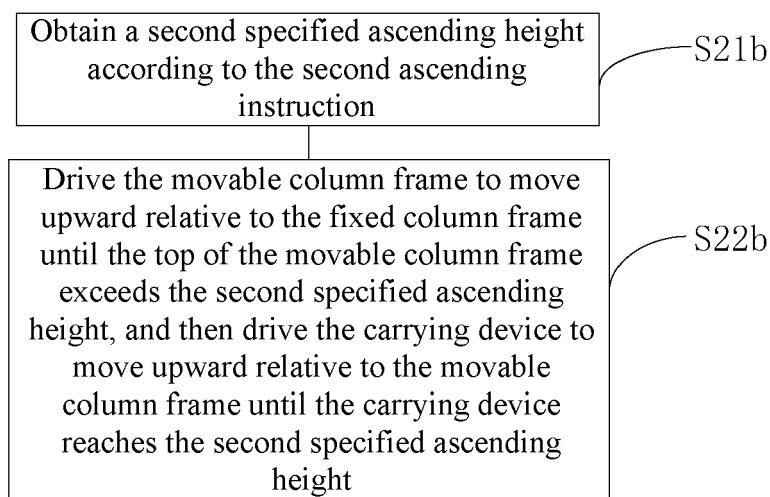 Obtain a second specified ascending height
according to the second ascending
instruction
S21b
Drive the movable column frame to move
upward relative to the fixed column frame
until the top of the movable column frame
exceeds the second specified ascending
height, and then drive the carrying device to
move upward relative to the movable
column frame until the carrying device
reaches the second specified ascending
height
S22b